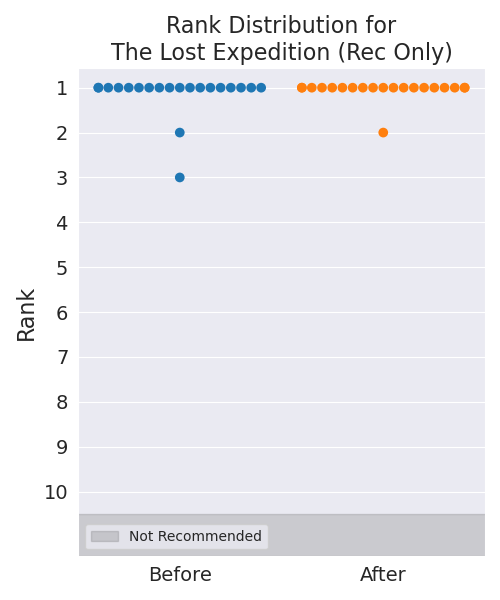 Rank Distribution for
The Lost Expedition (Rec Only)
Rank
1
2
3
4
5
6
7
8
9
10
Not Recommended
Before
After